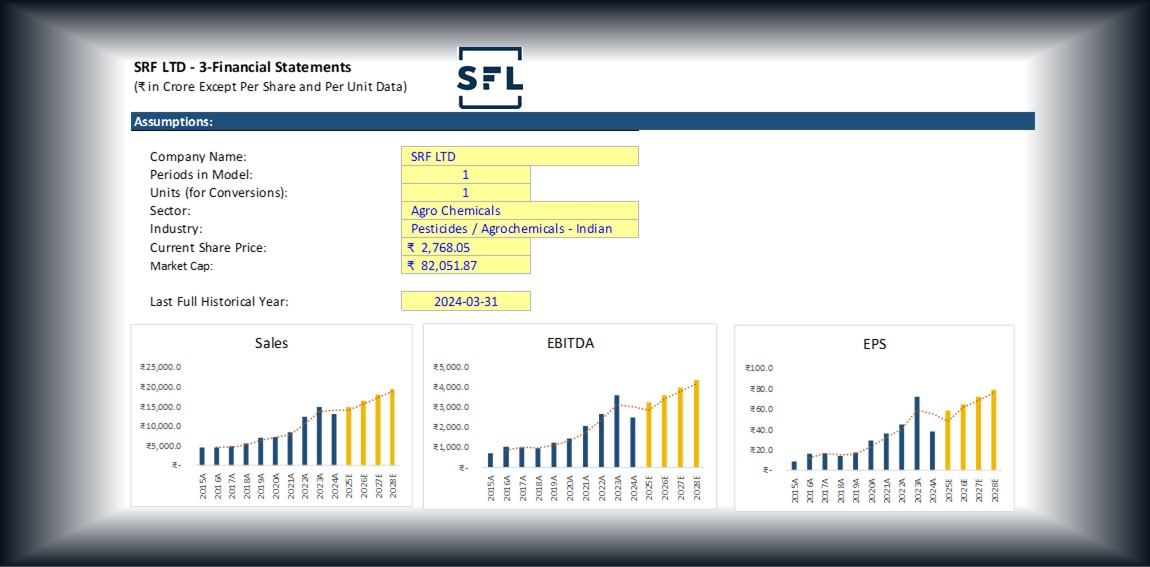 SRF LTD - 3-Financial Statements
(₹ in Crore Except Per Share and Per Unit Data)
SFL
Assumptions:
Company Name: SRF LTD
Periods in Model: 1
Units (for Conversions): 1
Sector: Agro Chemicals
Industry: Pesticides / Agrochemicals - Indian
Current Share Price: ₹ 2,768.05
Market Cap: ₹ 82,051.87
Last Full Historical Year: 2024-03-31
Sales
₹25,000.0
₹20,000.0
₹15,000.0
₹10,000.0
₹5,000.0
₹-
2015A 2016A 2017A 2018A 2019A 2020A 2021A 2022A 2023A 2024A 2025E 2026E 2027E 2028E
EBITDA
₹5,000.0
₹4,000.0
₹3,000.0
₹2,000.0
₹1,000.0
₹-
2015A 2016A 2017A 2018A 2019A 2020A 2021A 2022A 2023A 2024A 2025E 2026E 2027E 2028E
EPS
₹100.0
₹80.0
₹60.0
₹40.0
₹20.0
₹-
2015A 2016A 2017A 2018A 2019A 2020A 2021A 2022A 2023A 2024A 2025E 2026E 2027E 2028E